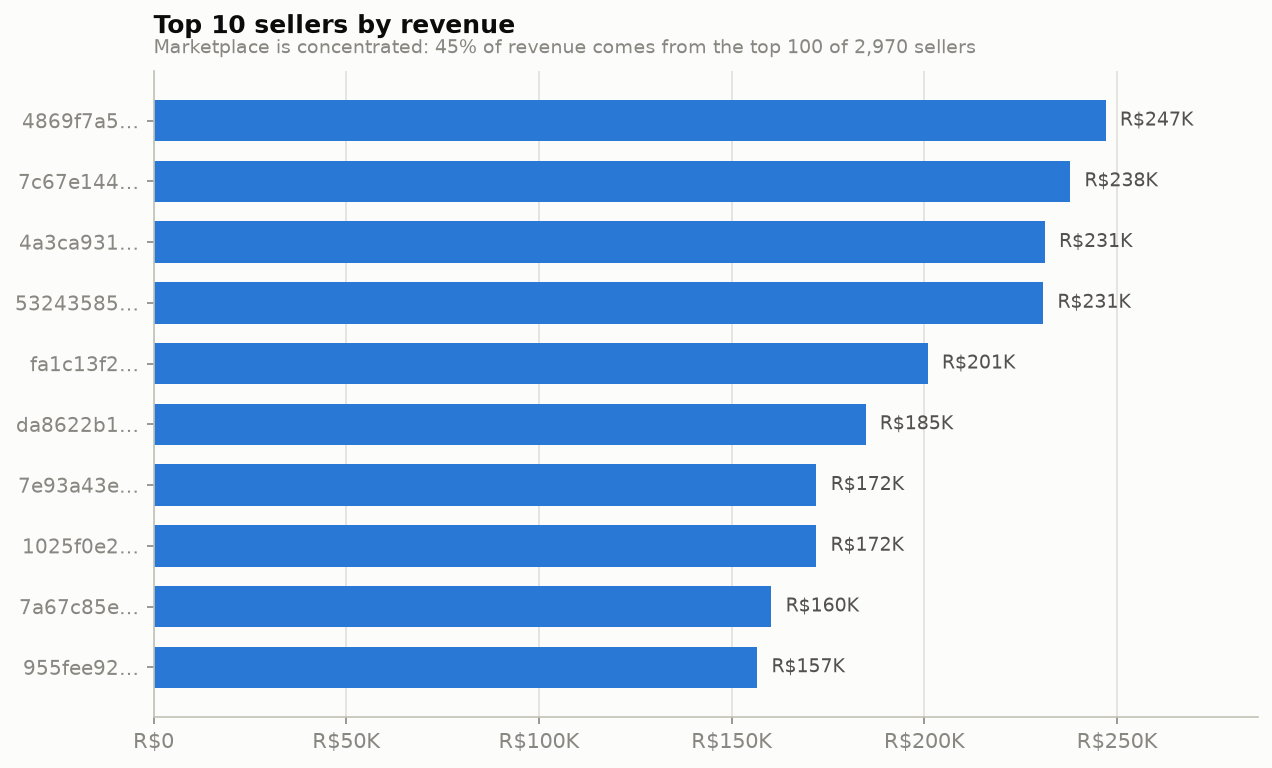 Top 10 sellers by revenue
Marketplace is concentrated: 45% of revenue comes from the top 100 of 2,970 sellers
4869f7a5… R$247K
7c67e144… R$238K
4a3ca931… R$231K
53243585… R$231K
fa1c13f2… R$201K
da8622b1… R$185K
7e93a43e… R$172K
1025f0e2… R$172K
7a67c85e… R$160K
955fee92… R$157K
R$0 R$50K R$100K R$150K R$200K R$250K